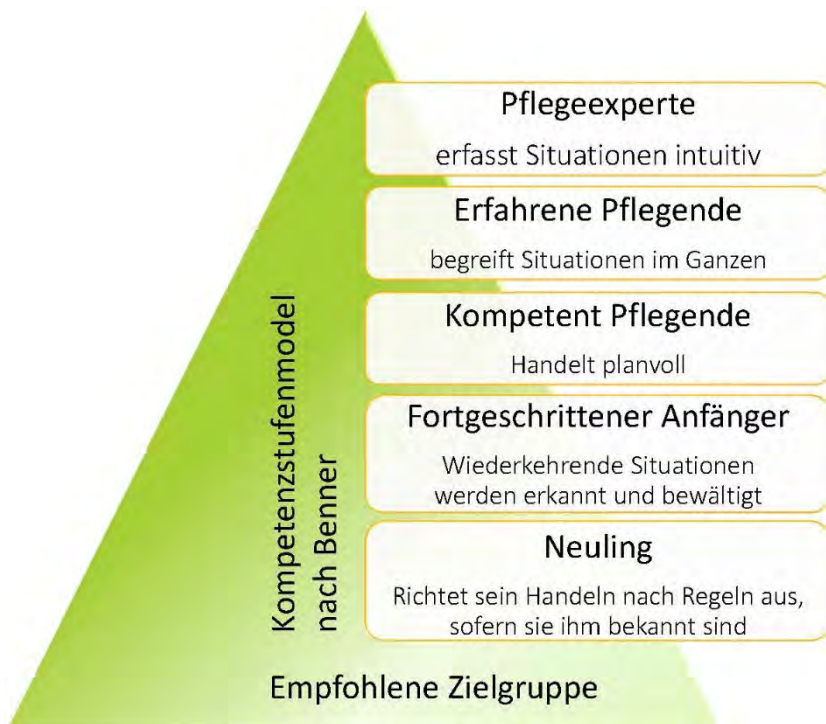 Pflegeexperte
erfasst Situationen intuitiv
Erfahrene Pflegende
begreift Situationen im Ganzen
Kompetent Pflegende
Handelt planvoll
Fortgeschrittener Anfänger
Wiederkehrende Situationen
werden erkannt und bewältigt
Neuling
Richtet sein Handeln nach Regeln aus,
sofern sie ihm bekannt sind
Kompetenzstufenmodel
nach Benner
Empfohlene Zielgruppe